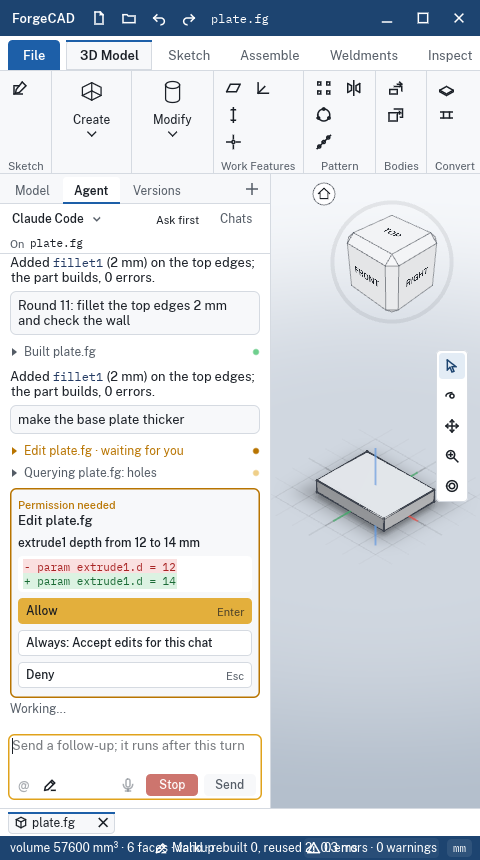 ForgeCAD
plate.fg
File
3D Model
Sketch
Assemble
Weldments
Inspect
Create
Modify
Sketch
Work Features
Pattern
Bodies
Convert
Model
Agent
Versions
Claude Code
Ask first
Chats
On plate.fg
Added fillet1 (2 mm) on the top edges;
the part builds, 0 errors.
Round 11: fillet the top edges 2 mm
and check the wall
Built plate.fg
Added fillet1 (2 mm) on the top edges;
the part builds, 0 errors.
make the base plate thicker
Edit plate.fg · waiting for you
Querying plate.fg: holes
Permission needed
Edit plate.fg
extrude1 depth from 12 to 14 mm
- param extrude1.d = 12
+ param extrude1.d = 14
Allow
Enter
Always: Accept edits for this chat
Deny
Esc
Working...
Send a follow-up; it runs after this turn
@
Stop
Send
TOP
FRONT
RIGHT
plate.fg
volume 57600 mm³ · 6 faces
rebuilt 0, reused 2
errors · 0 warnings
mm